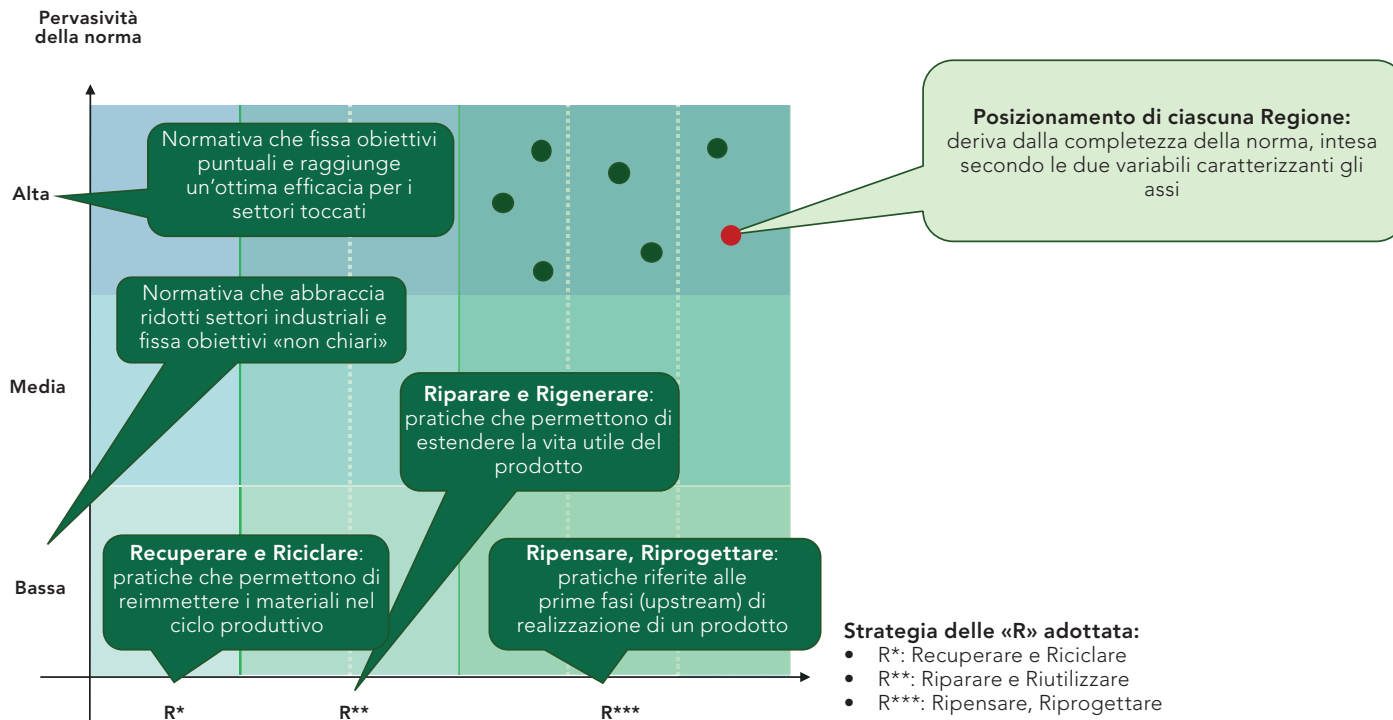 Pervasività
della norma
Normativa che fissa obiettivi
puntuali e raggiunge
un’ottima efficacia per i
settori toccati
Posizionamento di ciascuna Regione:
deriva dalla completezza della norma, intesa
secondo le due variabili caratterizzanti gli
assi
Alta
Normativa che abbraccia
ridotti settori industriali e
fissa obiettivi «non chiari»
Media
Riparare e Rigenerare:
pratiche che permettono di
estendere la vita utile del
prodotto
Recuperare e Riciclare:
pratiche che permettono di
reimmettere i materiali nel
ciclo produttivo
Ripensare, Riprogettare:
pratiche riferite alle
prime fasi (upstream) di
realizzazione di un prodotto
Bassa
Strategia delle «R» adottata:
• R*: Recuperare e Riciclare
• R**: Riparare e Riutilizzare
• R***: Ripensare, Riprogettare
R*
R**
R***